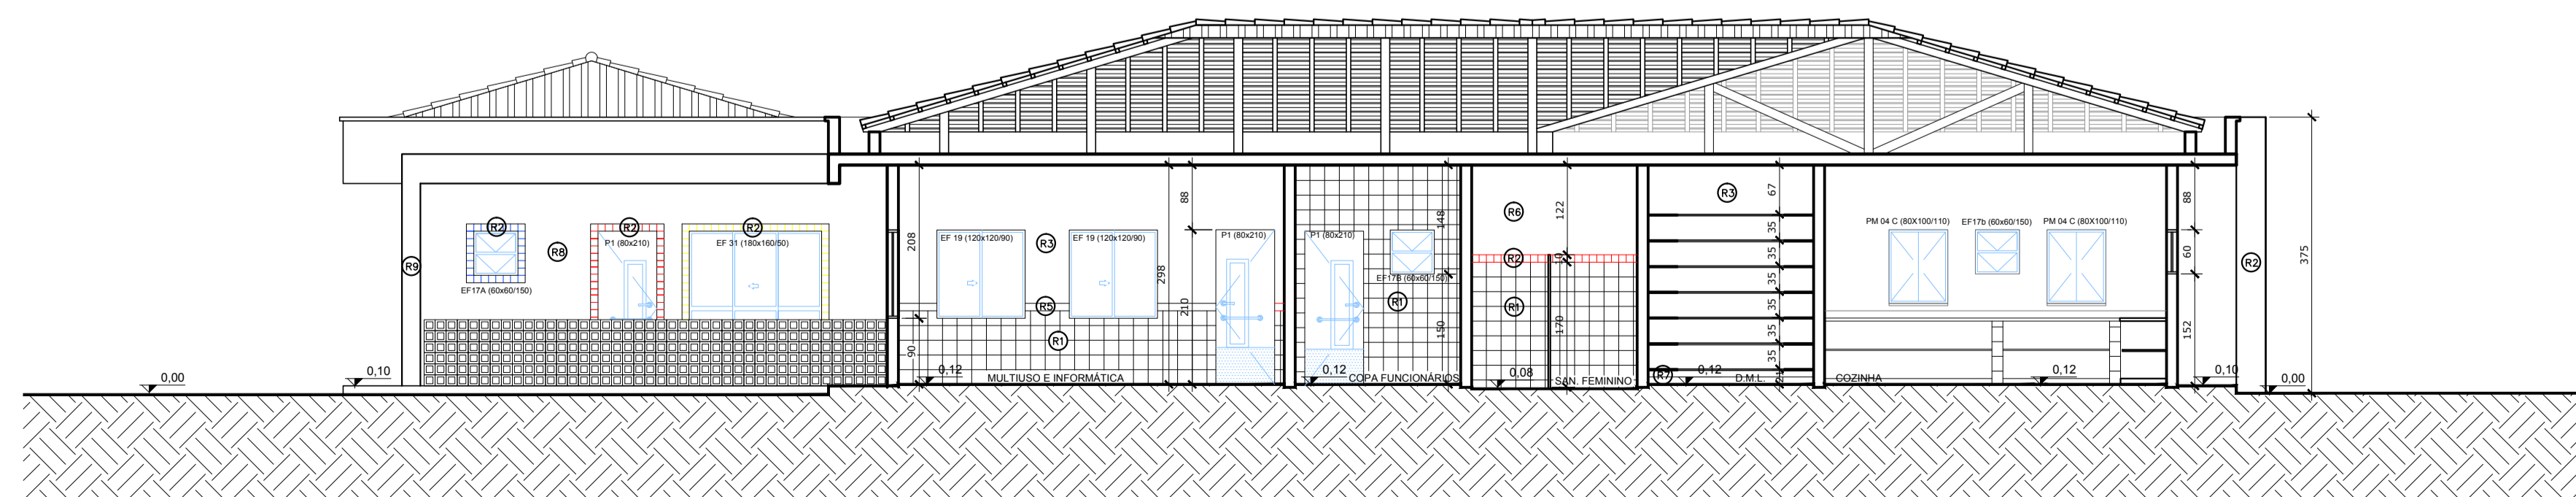 R2
R2
R2
P1 (80x210)
EF 31 (180x160/50)
R8
R9
EF17A (60x60/150)
0,00
0,10
208
90
0,12
EF 19 (120x120/90)
R3
EF 19 (120x120/90)
R5
R1
MULTIUSO E INFORMÁTICA
298
88
210
P1 (80x210)
P1 (80x210)
148
EF17B (60x60/150)
R1
150
0,12
COPA FUNCIONÁRIOS
R6
122
R2
10
R1
170
0,08
SAN. FEMININO
R3
67
35
35
35
35
35
35
R7
0,12
D.M.L.
PM 04 C (80X100/110)
EF17b (60x60/150)
PM 04 C (80X100/110)
COZINHA
0,12
88
60
152
0,10
R2
375
0,00